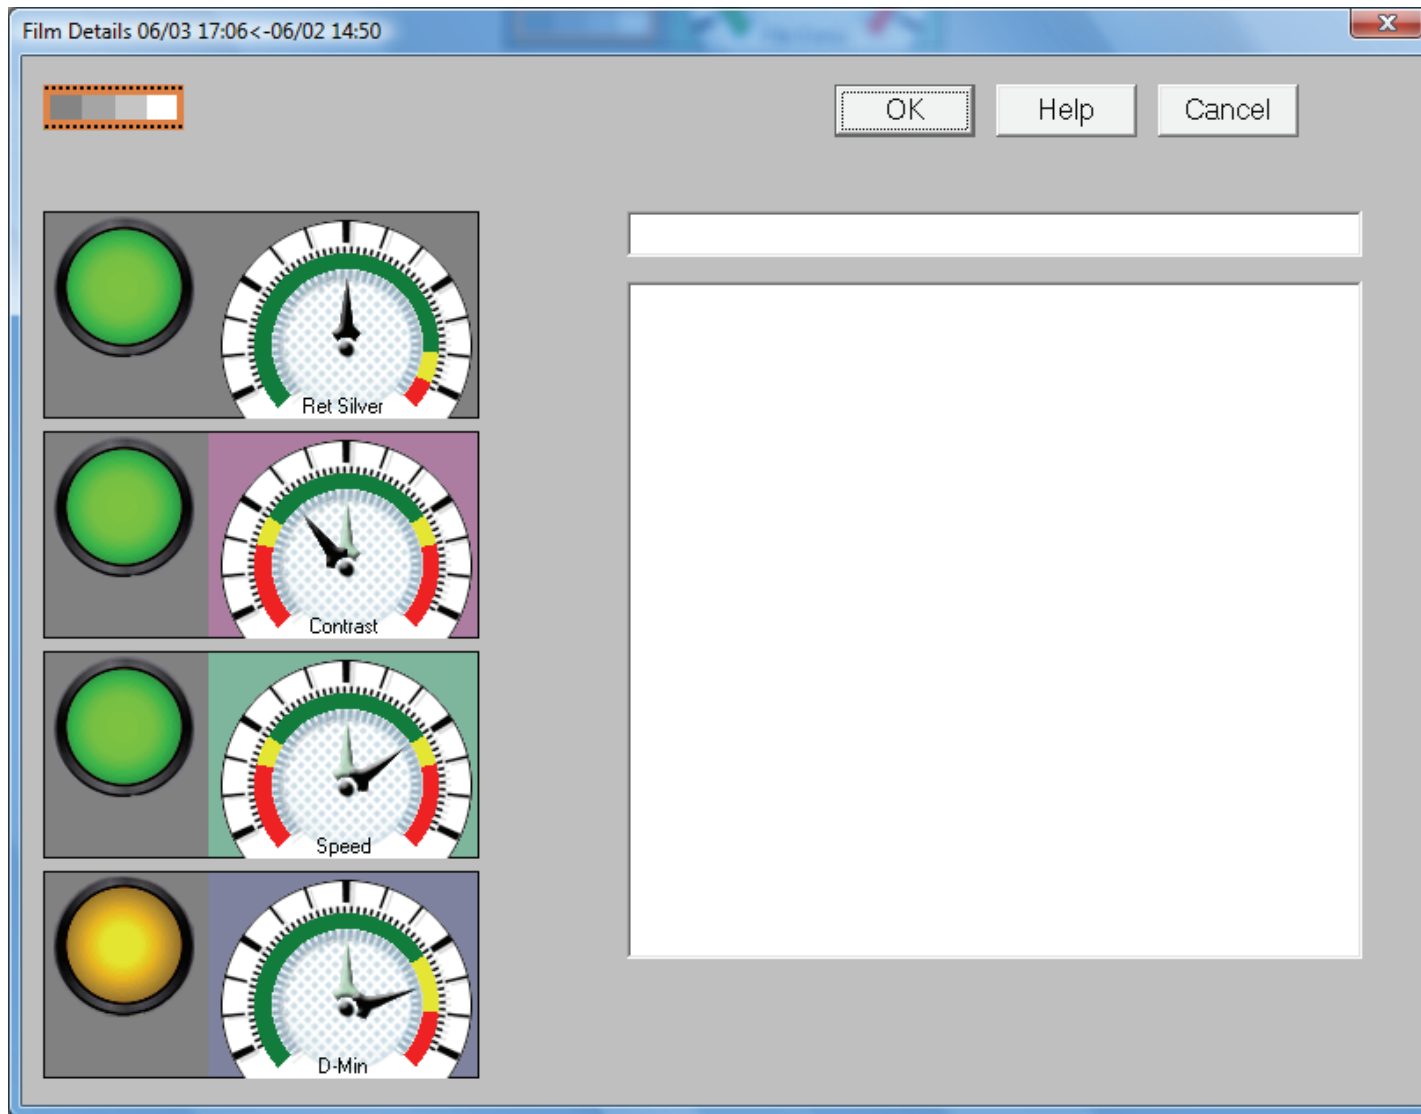 Film Details 06/03 17:06<-06/02 14:50
OK Help Cancel
Ret Silver
Contrast
Speed
D-Min